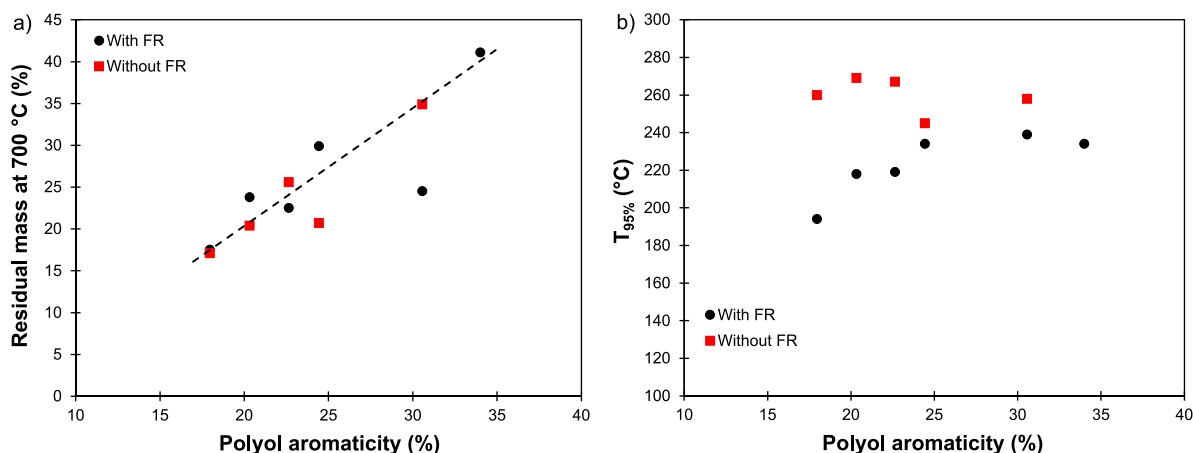 a)
With FR
Without FR
Residual mass at 700 °C (%)
45
40
35
30
25
20
15
10
5
0
10 15 20 25 30 35 40
Polyol aromaticity (%)
b)
T95% (°C)
300
280
260
240
220
200
180
160
140
120
100
With FR
Without FR
10 15 20 25 30 35 40
Polyol aromaticity (%)